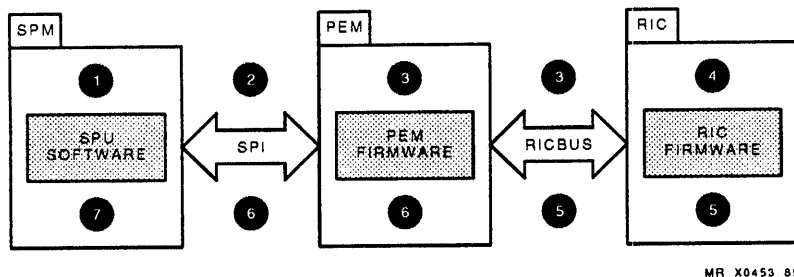 SPM
PEM
RIC
1
2
3
3
4
SPU
SOFTWARE
SPI
PEM
FIRMWARE
RICBUS
RIC
FIRMWARE
7
6
6
5
5
MR X0453 89